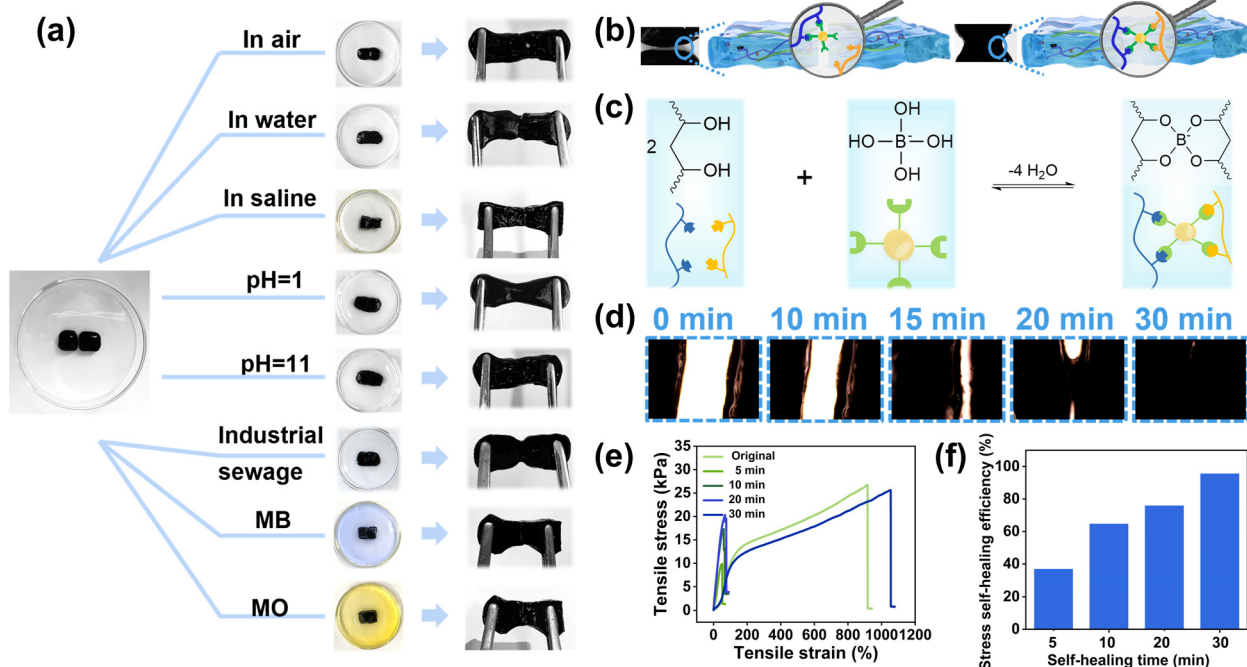 (a)
In air
In water
In saline
pH=1
pH=11
Industrial
sewage
MB
MO
(b)
(c)
2
OH
OH
+
OH
HO-B-OH
OH
-4 H₂O
O O
B-
O O
(d)
0 min 10 min 15 min 20 min 30 min
(e)
Tensile stress (kPa)
35
30
25
20
15
10
5
0
Original
5 min
10 min
20 min
30 min
0 200 400 600 800 1000 1200
Tensile strain (%)
(f)
Stress self-healing efficiency (%)
100
80
60
40
20
0
5 10 20 30
Self-healing time (min)